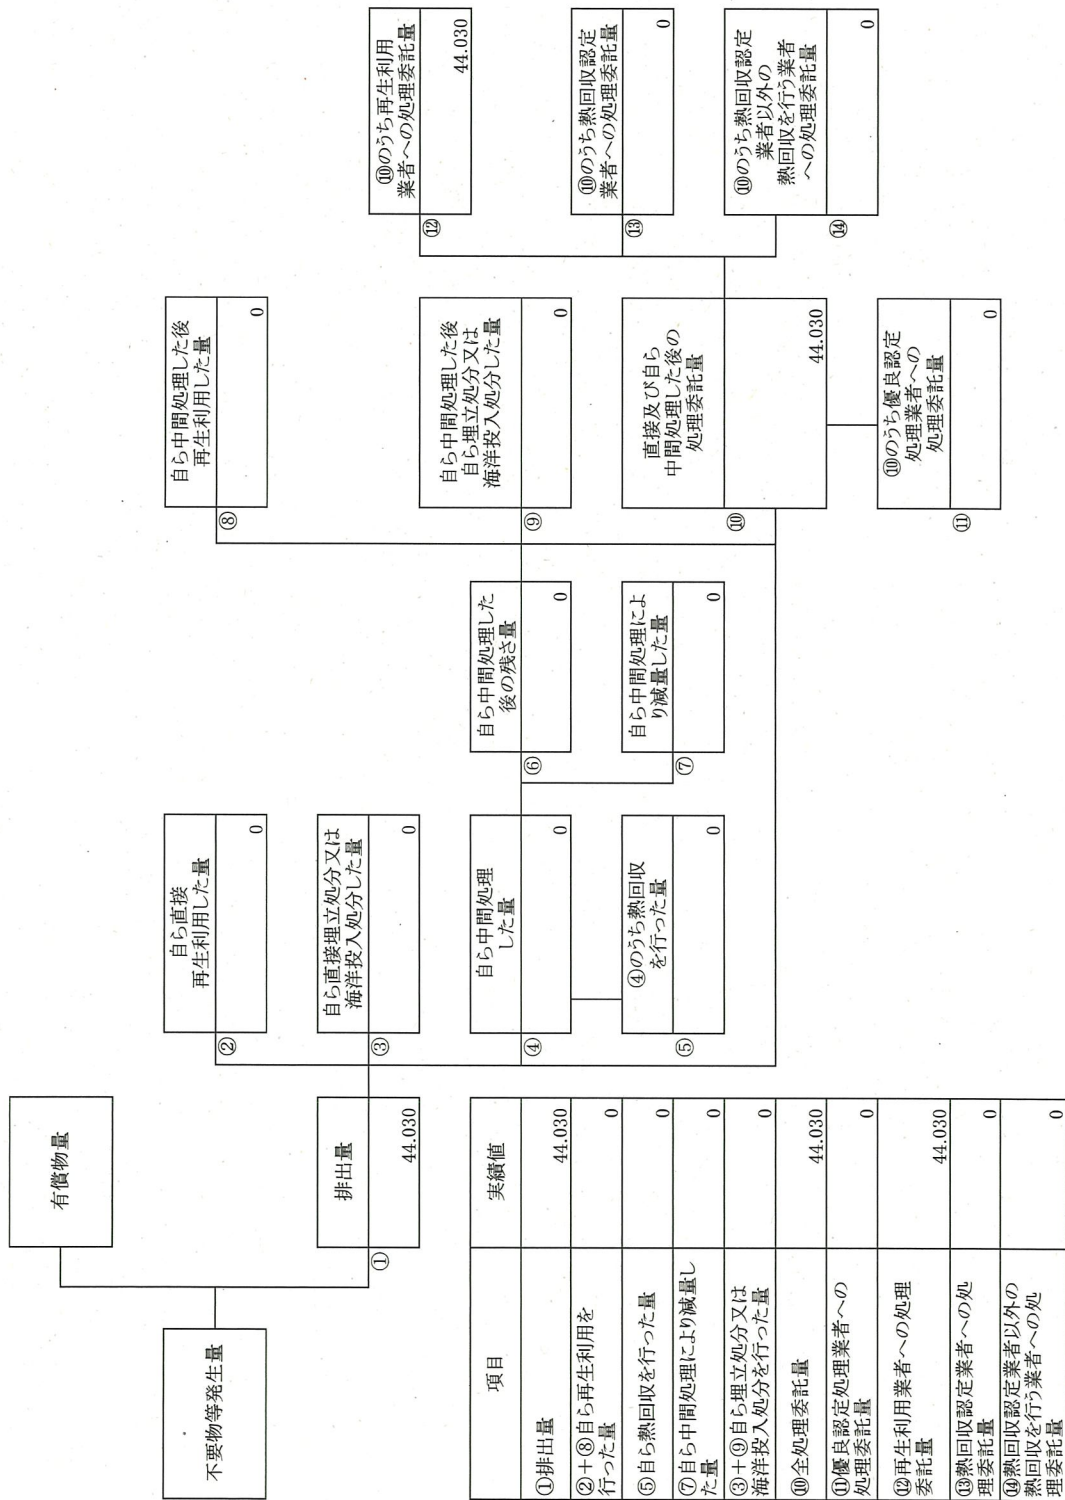 不要物等発生量
有償物量
排出量
①
44.030
自ら直接
再生利用した量
②
0
自ら直接埋立処分又は
海洋投入処分した量
③
0
自ら中間処理
した量
④
0
④のうち熱回収
を行った量
⑤
0
自ら中間処理した
後の残さ量
⑥
0
自ら中間処理によ
り減量した量
⑦
0
自ら中間処理した後
再生利用した量
⑧
0
自ら中間処理した後
自ら埋立処分又は
海洋投入処分した量
⑨
0
直接及び自ら
中間処理した後の
処理委託量
⑩
44.030
⑩のうち優良認定
処理業者への
処理委託量
⑪
0
⑩のうち再生利用
業者への処理委託量
⑫
44.030
⑩のうち熱回収認定
業者への処理委託量
⑬
0
⑩のうち熱回収認定
業者以外の
熱回収を行う業者
への処理委託量
⑭
0
項目 実績値
①排出量 44.030
②+⑧自ら再生利用を
行った量 0
⑤自ら熱回収を行った量 0
⑦自ら中間処理により減量し
た量 0
③+⑨自ら埋立処分又は
海洋投入処分を行った量 0
⑩全処理委託量 44.030
⑪優良認定処理業者への
処理委託量 0
⑫再生利用業者への処理
委託量 44.030
⑬熱回収認定業者への処
理委託量 0
⑭熱回収認定業者以外の
熱回収を行う業者への処
理委託量 0